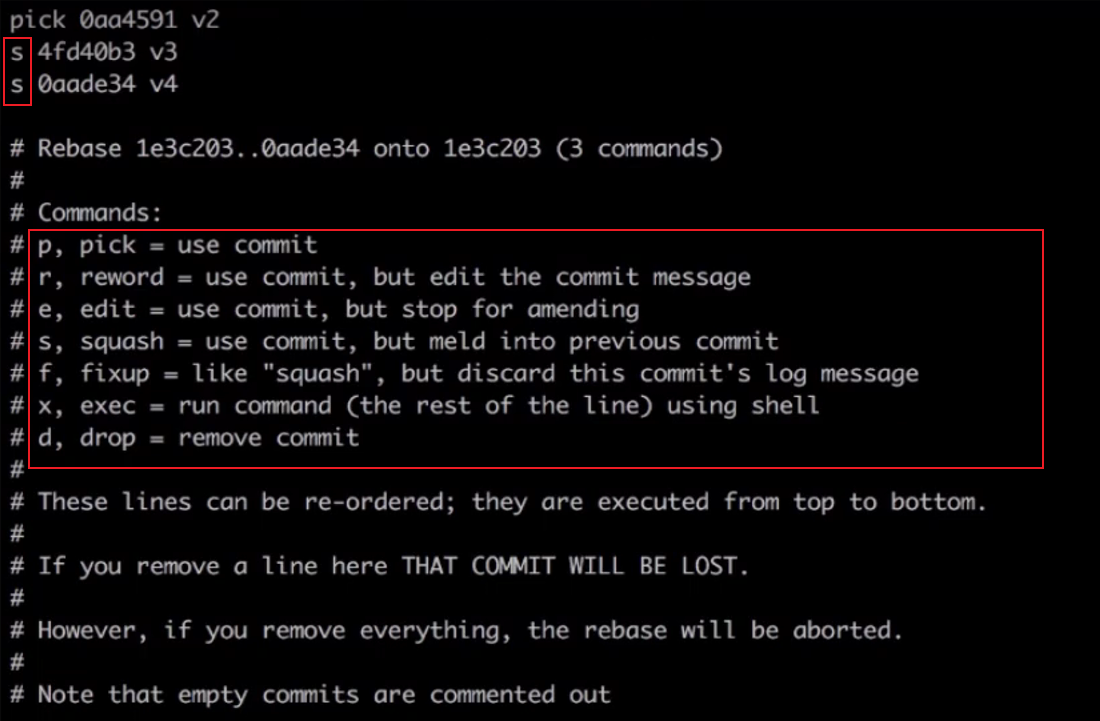 pick 0aa4591 v2
s 4fd40b3 v3
s 0aade34 v4
# Rebase 1e3c203..0aade34 onto 1e3c203 (3 commands)
#
# Commands:
# p, pick = use commit
# r, reword = use commit, but edit the commit message
# e, edit = use commit, but stop for amending
# s, squash = use commit, but meld into previous commit
# f, fixup = like "squash", but discard this commit's log message
# x, exec = run command (the rest of the line) using shell
# d, drop = remove commit
#
# These lines can be re-ordered; they are executed from top to bottom.
#
# If you remove a line here THAT COMMIT WILL BE LOST.
#
# However, if you remove everything, the rebase will be aborted.
#
# Note that empty commits are commented out